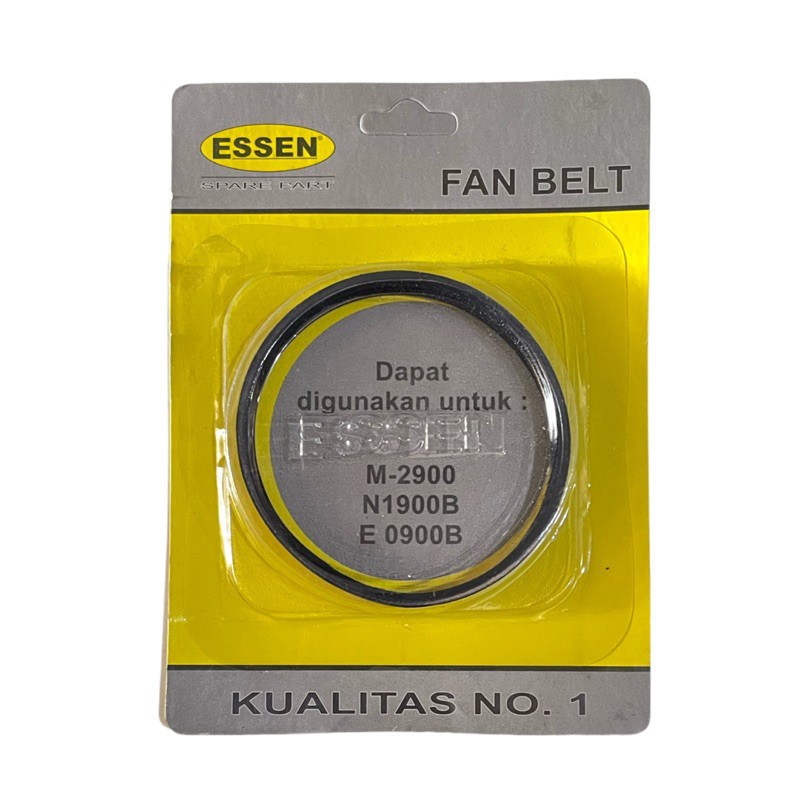 ESSEN®
SPARE PART
FAN BELT
Dapat
digunakan untuk :
ESSEN
M-2900
N1900B
E 0900B
KUALITAS NO. 1